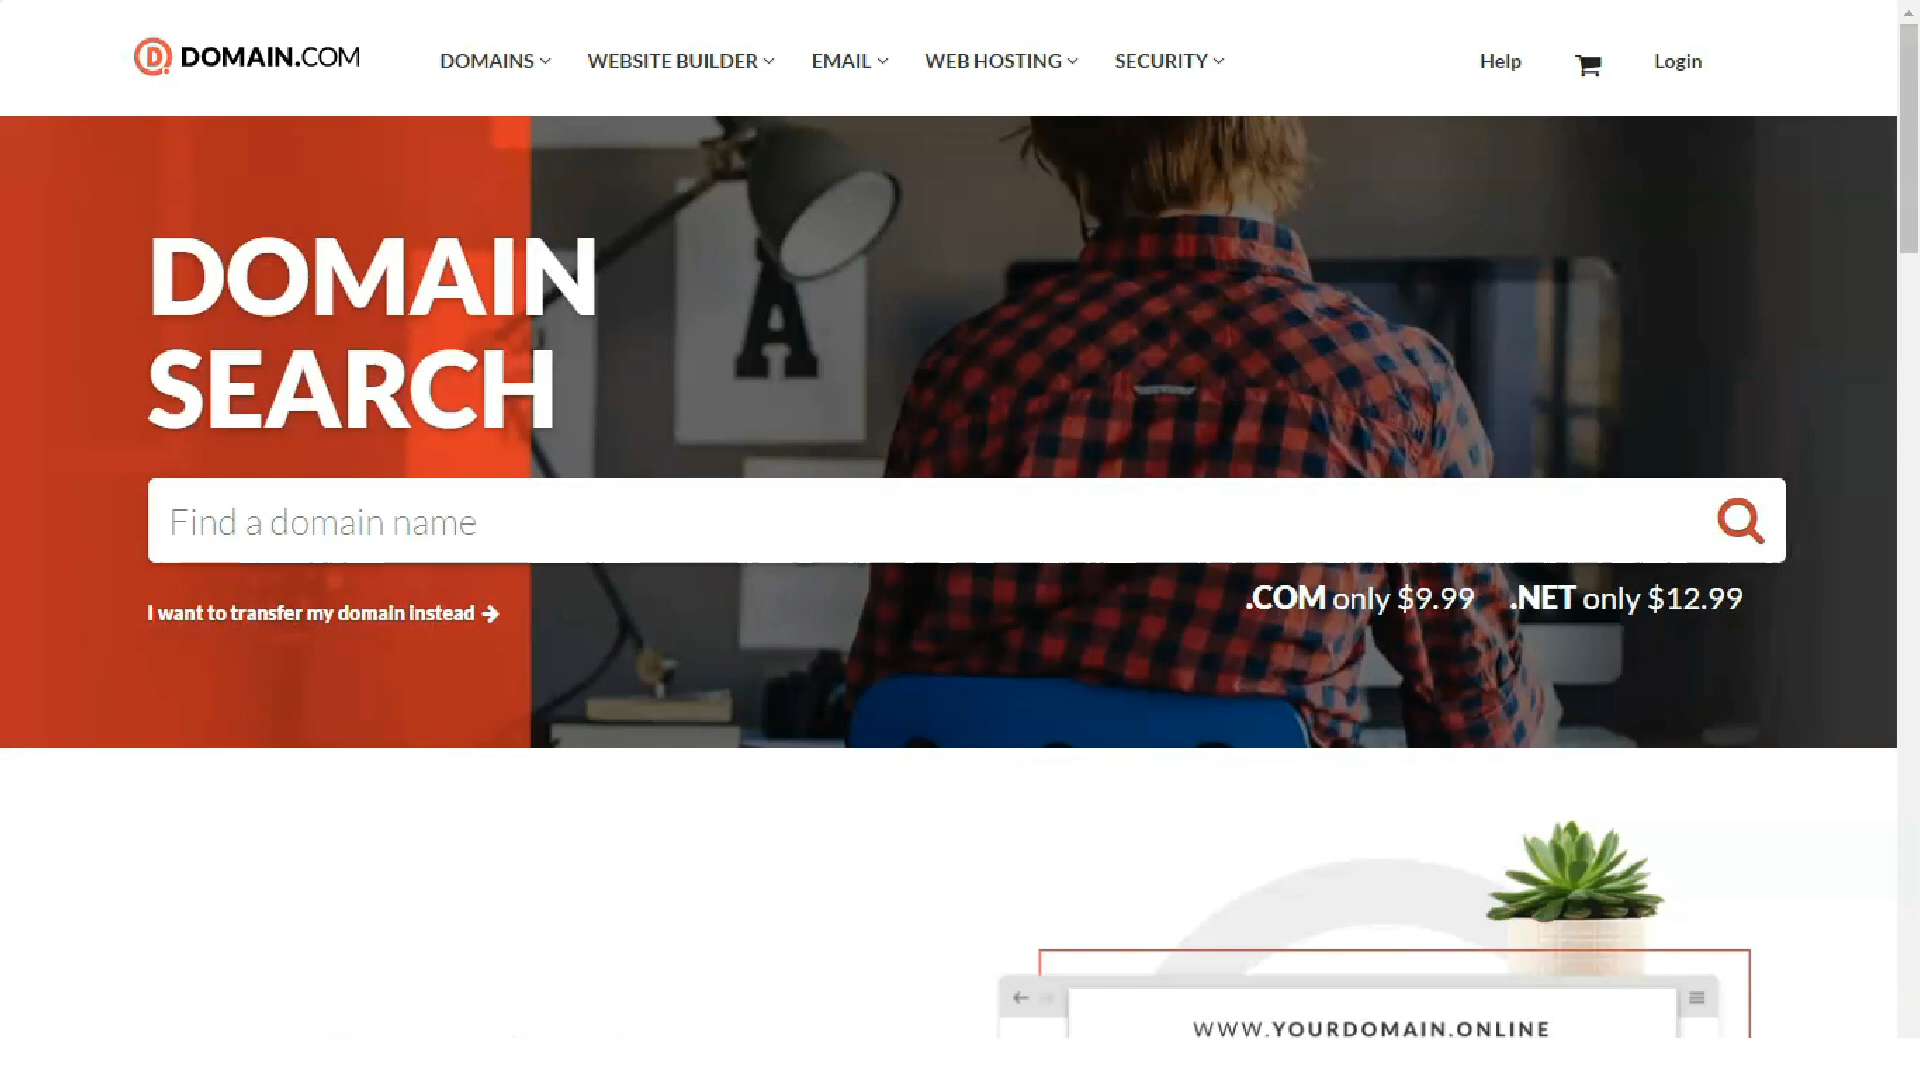 DOMAIN.COM
DOMAINS
WEBSITE BUILDER
EMAIL
WEB HOSTING
SECURITY
Help
Login
A
DOMAIN
SEARCH
Find a domain name
I want to transfer my domain instead
.COM only $9.99 .NET only $12.99
WWW.YOURDOMAIN.ONLINE